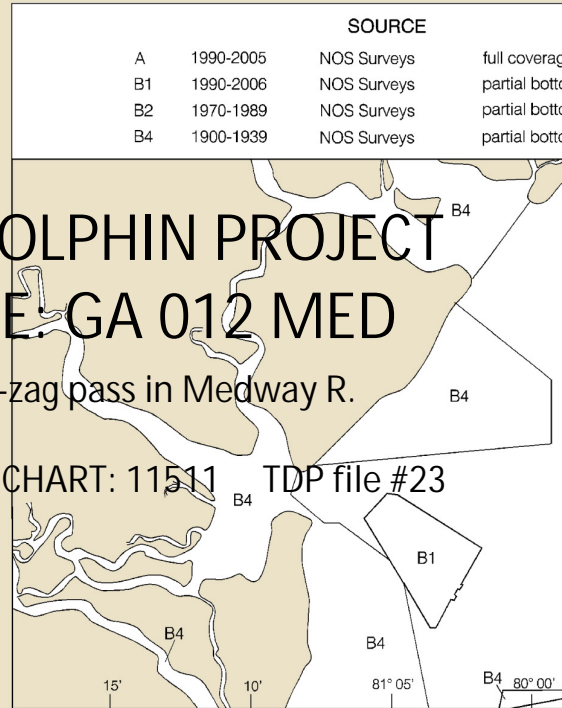 SOURCE
A 1990-2005 NOS Surveys full coverag
B1 1990-2006 NOS Surveys partial botto
B2 1970-1989 NOS Surveys partial botto
B4 1900-1939 NOS Surveys partial botto
B4
OLPHIN PROJECT
E: GA 012 MED
-zag pass in Medway R.
B4
CHART: 11511 TDP file #23
B4
B1
B4
B4
15' 10' 81° 05' B4 80° 00'